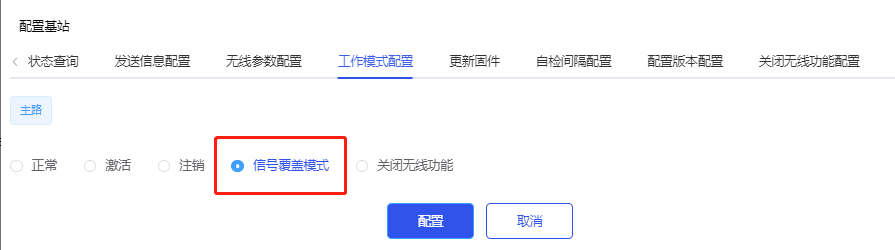 配置基站
状态查询 发送信息配置 无线参数配置 工作模式配置 更新固件 自检间隔配置 配置版本配置 关闭无线功能配置
主路
正常 激活 注销 信号覆盖模式 关闭无线功能
配置 取消